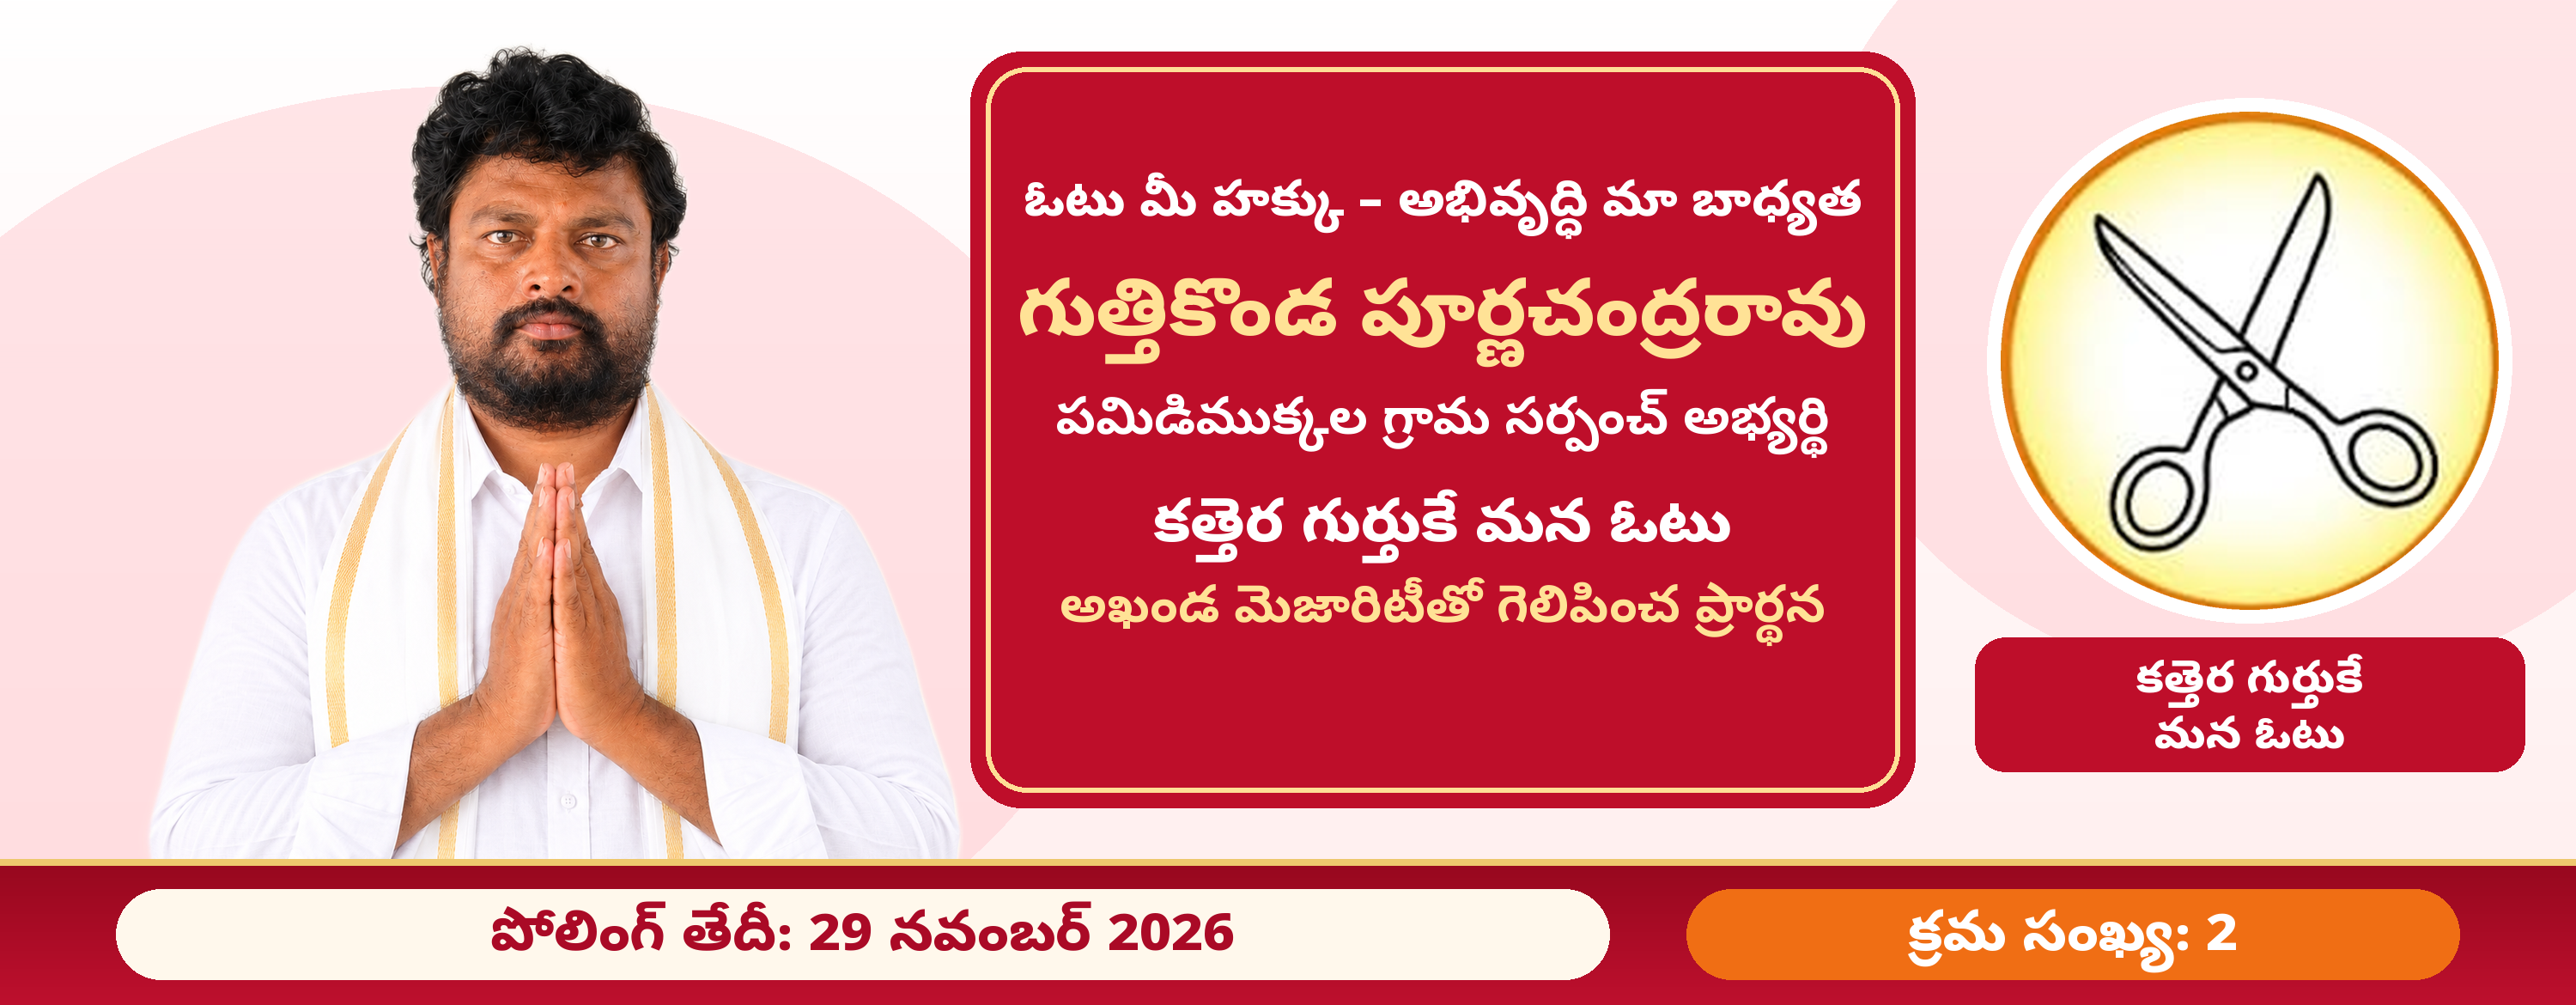 ఓటు మీ హక్కు – అభివృద్ధి మా బాధ్యత
గుత్తికొండ పూర్ణచంద్రరావు
పమిడిముక్కల గ్రామ సర్పంచ్ అభ్యర్థి
కత్తెర గుర్తుకే మన ఓటు
అఖండ మెజారిటీతో గెలిపించ ప్రార్థన
కత్తెర గుర్తుకే
మన ఓటు
పోలింగ్ తేదీ: 29 నవంబర్ 2026
క్రమ సంఖ్య: 2